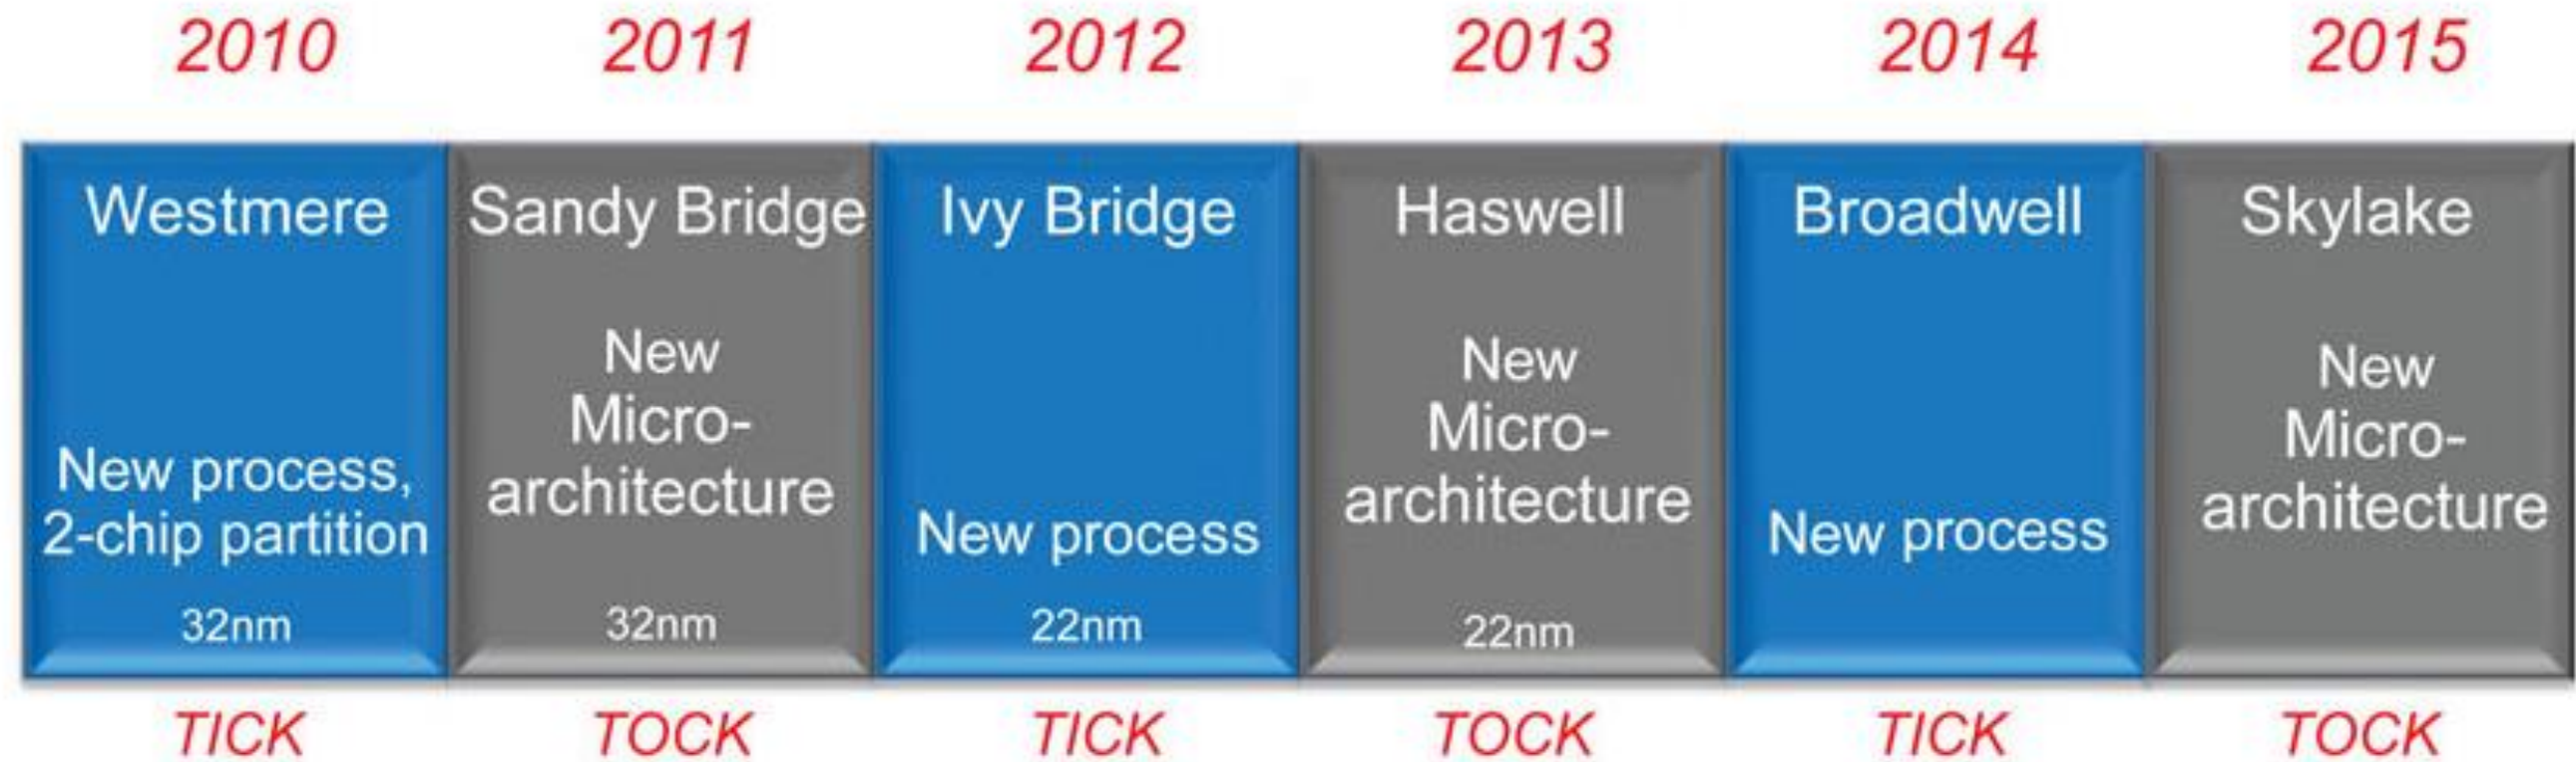 2010 2011 2012 2013 2014 2015
Westmere Sandy Bridge Ivy Bridge Haswell Broadwell Skylake
New process,
2-chip partition
32nm
New
Micro-
architecture
32nm
New process
22nm
New
Micro-
architecture
22nm
New process
New
Micro-
architecture
TICK TOCK TICK TOCK TICK TOCK